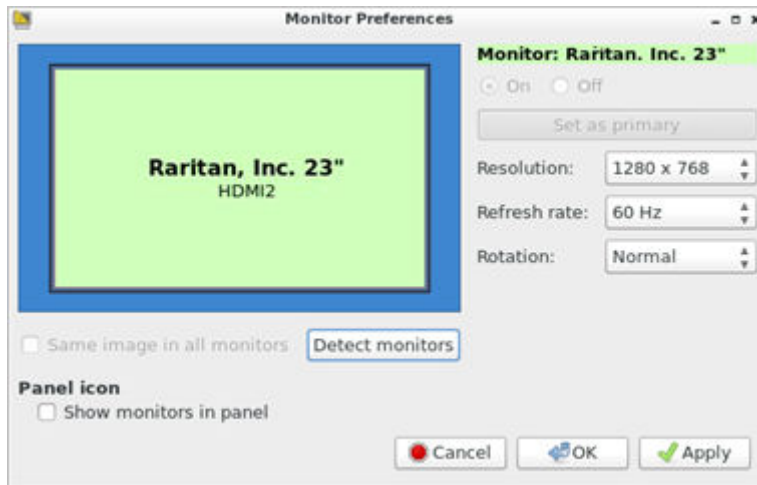 Monitor Preferences
Raritan, Inc. 23"
HDMI2
Monitor: Raritan. Inc. 23"
On Off
Set as primary
Resolution: 1280 x 768
Refresh rate: 60 Hz
Rotation: Normal
Same image in all monitors Detect monitors
Panel icon
Show monitors in panel
Cancel OK Apply